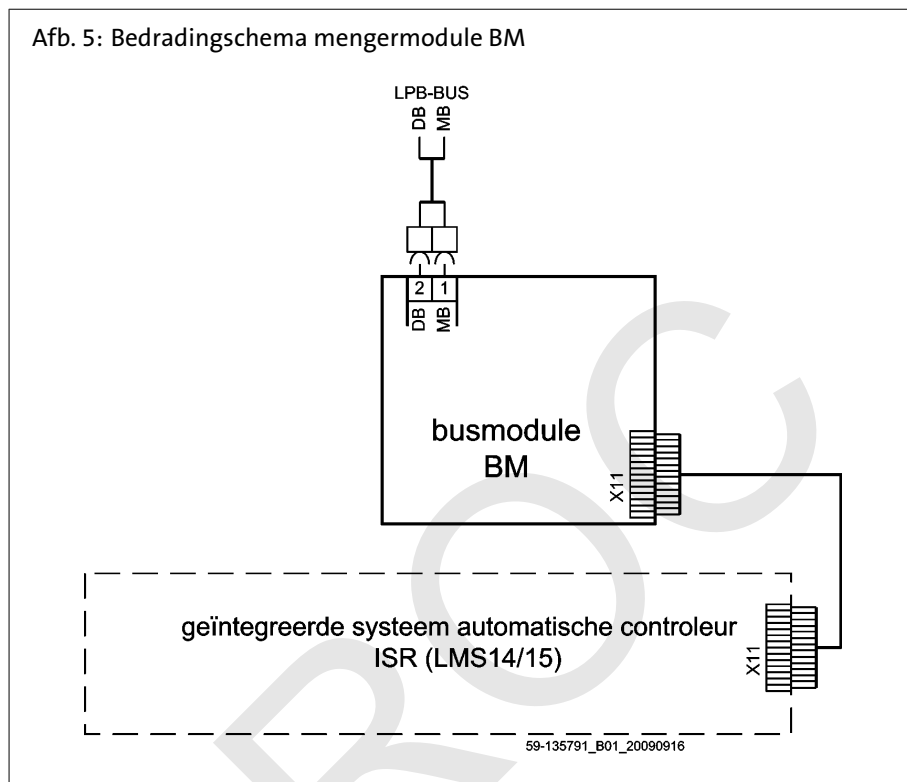 Afb. 5: Bedradingschema mengermodule BM
LPB-BUS
DB
MB
2 1
DB
MB
busmodule
BM
X11
geïntegreerde systeem automatische controleur
ISR (LMS14/15)
X11
59-135791_B01_20090916
ROC